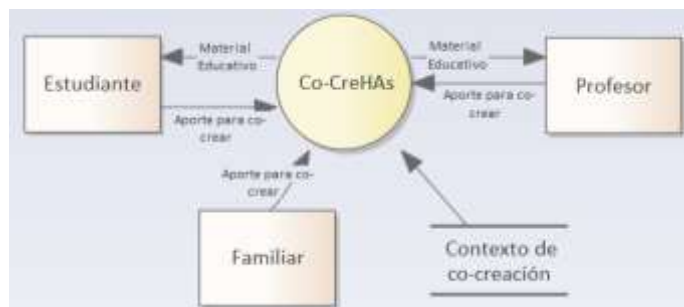 Material
Educativo
Estudiante
Aporte para co-
crear
Co-CreHAs
Material
Educativo
Profesor
Aporte para co-
crear
Aporte para co-
crear
Familiar
Contexto de
co-creación